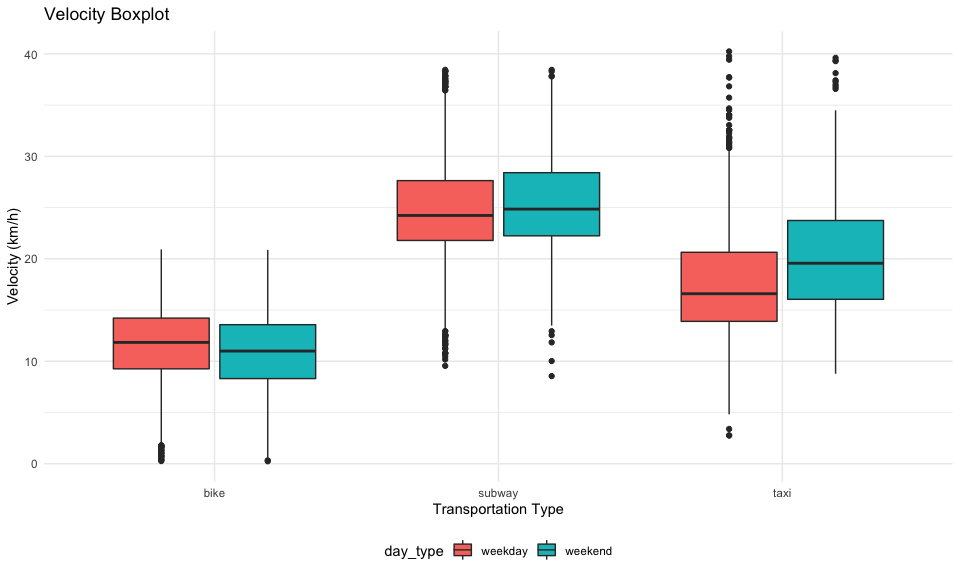 Velocity Boxplot
40
30
20
10
0
Velocity (km/h)
bike subway taxi
Transportation Type
day_type weekday weekend